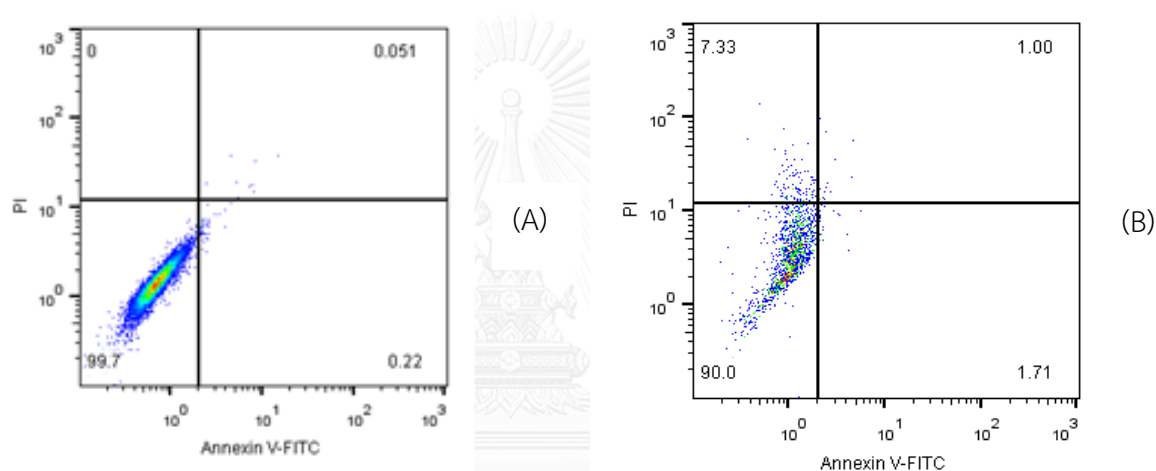 10³ 0 0.051
10²
PI
10¹
10⁰
99.7 0.22
10⁰ 10¹ 10² 10³
Annexin V-FITC
(A)
10³ 7.33 1.00
10²
PI
10¹
10⁰
90.0 1.71
10⁰ 10¹ 10² 10³
Annexin V-FITC
(B)